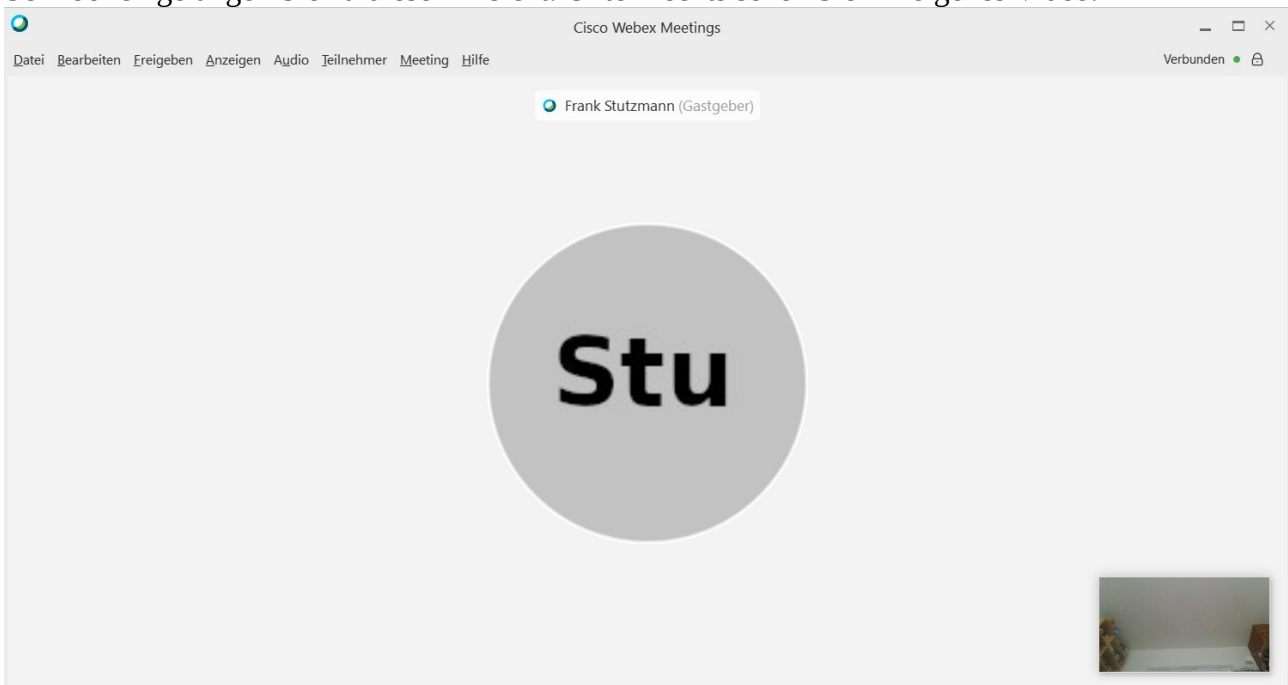 Cisco Webex Meetings
Datei Bearbeiten Freigeben Anzeigen Audio Teilnehmer Meeting Hilfe Verbunden
Frank Stutzmann (Gastgeber)
Stu